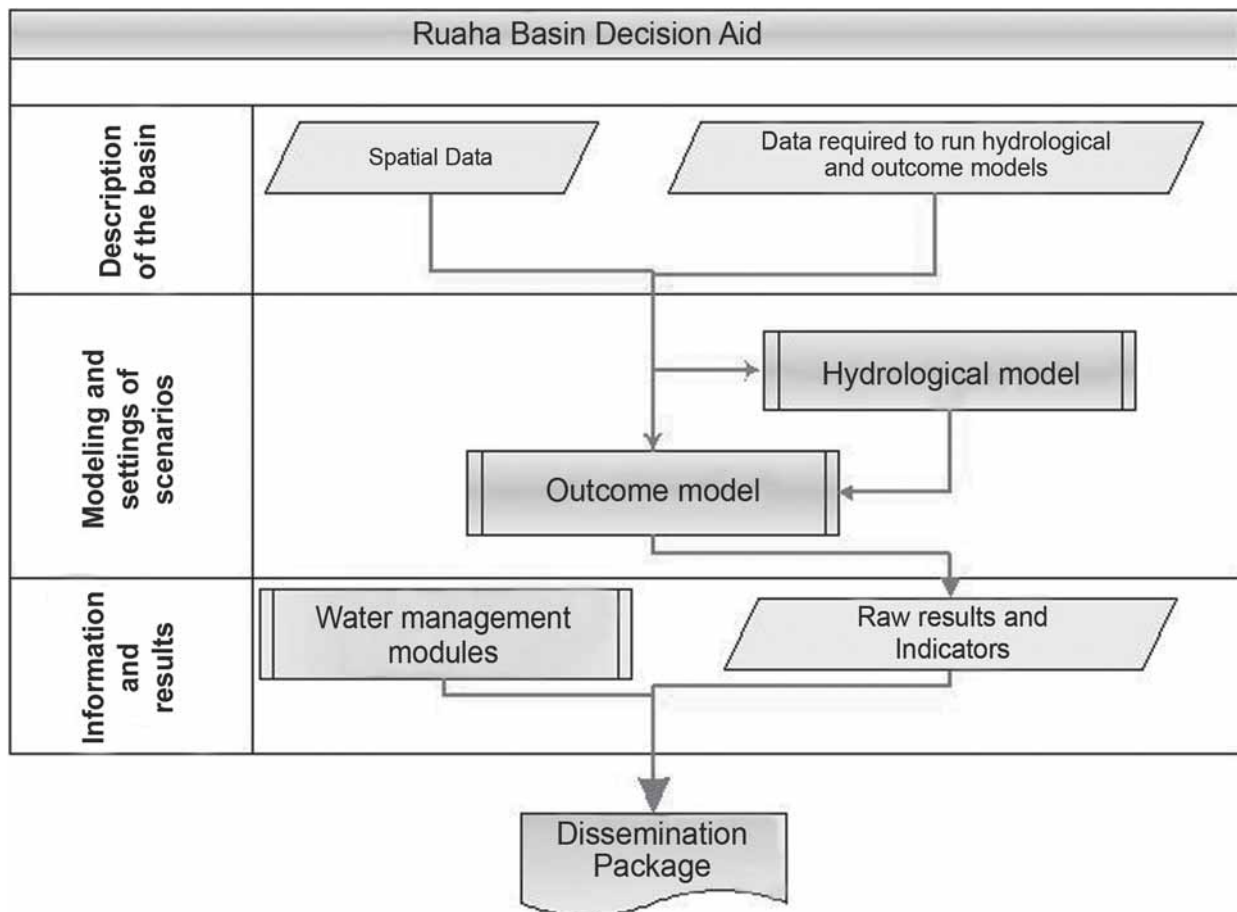 Ruaha Basin Decision Aid
Description
of the basin
Spatial Data
Data required to run hydrological
and outcome models
Modeling and
settings of
scenarios
Hydrological model
Outcome model
Information
and
results
Water management
modules
Raw results and
Indicators
Dissemination
Package